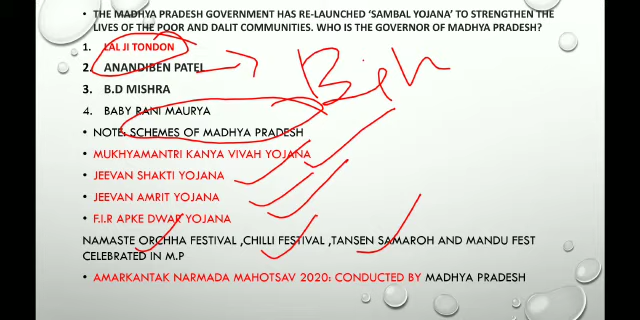 • THE MADHYA PRADESH GOVERNMENT HAS RE-LAUNCHED ‘SAMBAL YOJANA’ TO STRENGTHEN THE
LIVES OF THE POOR AND DALIT COMMUNITIES. WHO IS THE GOVERNOR OF MADHYA PRADESH?
1. LAL JI TONDON
2. ANANDIBEN PATEL
3. B.D MISHRA
4. BABY RANI MAURYA
• NOTE: SCHEMES OF MADHYA PRADESH
• MUKHYAMANTRI KANYA VIVAH YOJANA
• JEEVAN SHAKTI YOJANA
• JEEVAN AMRIT YOJANA
• F.I.R APKE DWAR YOJANA
NAMASTE ORCHHA FESTIVAL ,CHILLI FESTIVAL ,TANSEN SAMAROH AND MANDU FEST
CELEBRATED IN M.P
• AMARKANTAK NARMADA MAHOTSAV 2020: CONDUCTED BY MADHYA PRADESH